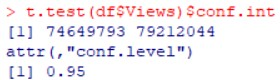 > t.test(df$Views)$conf.int
[1] 74649793 79212044
attr(,"conf.level")
[1] 0.95